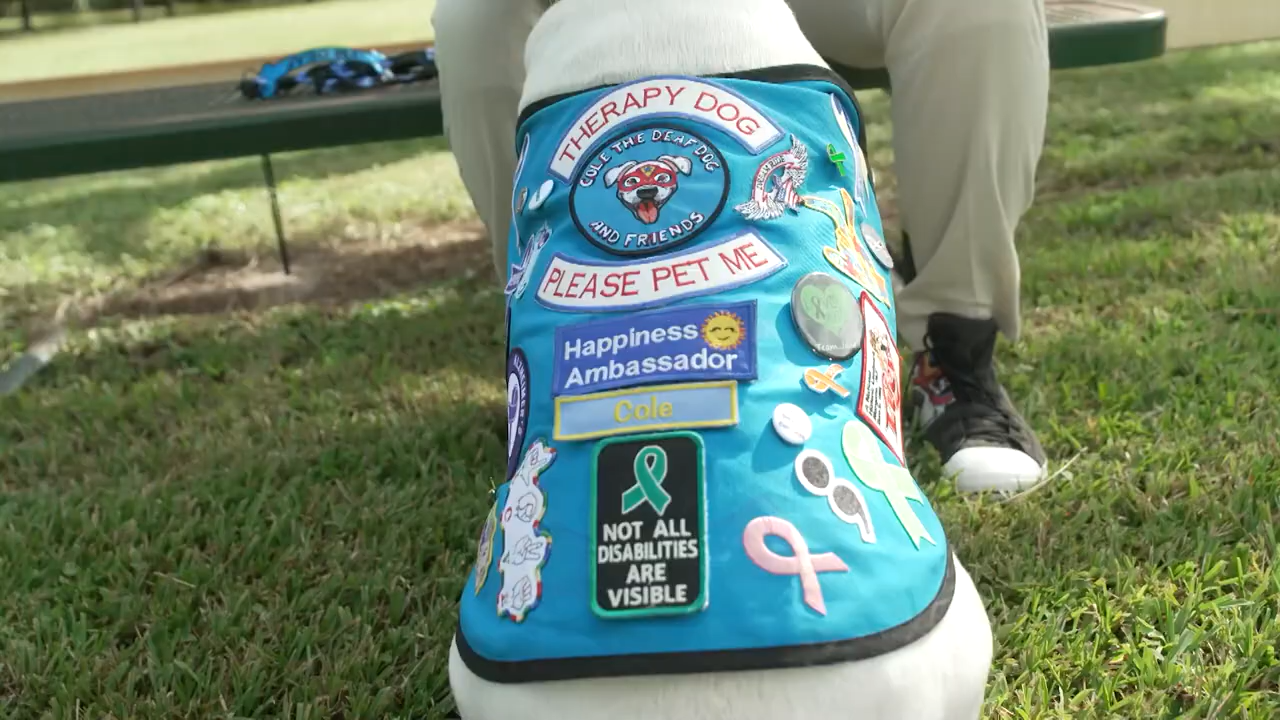 THERAPY DOG
COLE THE DEAF DOG
AND FRIENDS
PLEASE PET ME
Happiness
Ambassador
Cole
NOT ALL
DISABILITIES
ARE
VISIBLE